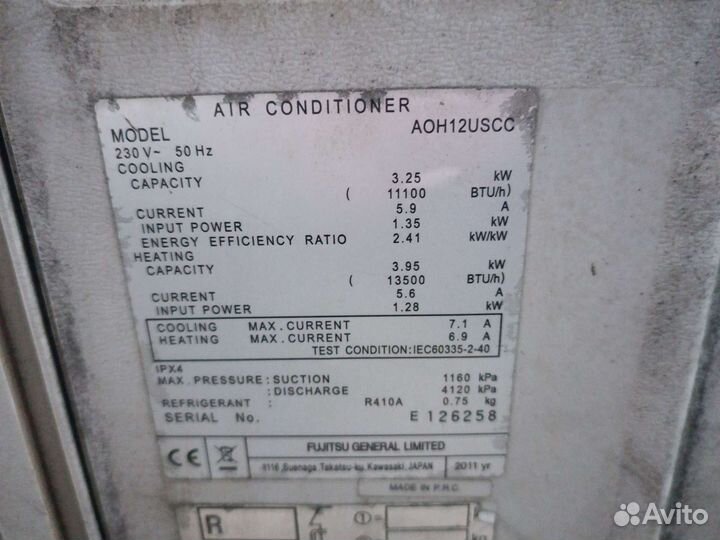 AIR CONDITIONER
MODEL AOH12USCC
230 V~ 50 Hz
COOLING
CAPACITY 3.25 kW
( 11100 BTU/h)
CURRENT 5.9 A
INPUT POWER 1.35 kW
ENERGY EFFICIENCY RATIO 2.41 kW/kW
HEATING
CAPACITY 3.95 kW
( 13500 BTU/h)
CURRENT 5.6 A
INPUT POWER 1.28 kW
COOLING MAX. CURRENT 7.1 A
HEATING MAX. CURRENT 6.9 A
TEST CONDITION:IEC60335-2-40
IPX4
MAX. PRESSURE:SUCTION 1160 kPa
:DISCHARGE 4120 kPa
REFRIGERANT R410A 0.75 kg
SERIAL No. E 126258
CE FUJITSU GENERAL LIMITED
1116,Suenaga,Takatsu-ku,Kawasaki,JAPAN 2011 yr
MADE IN P.R.C.
R ①=
Avito